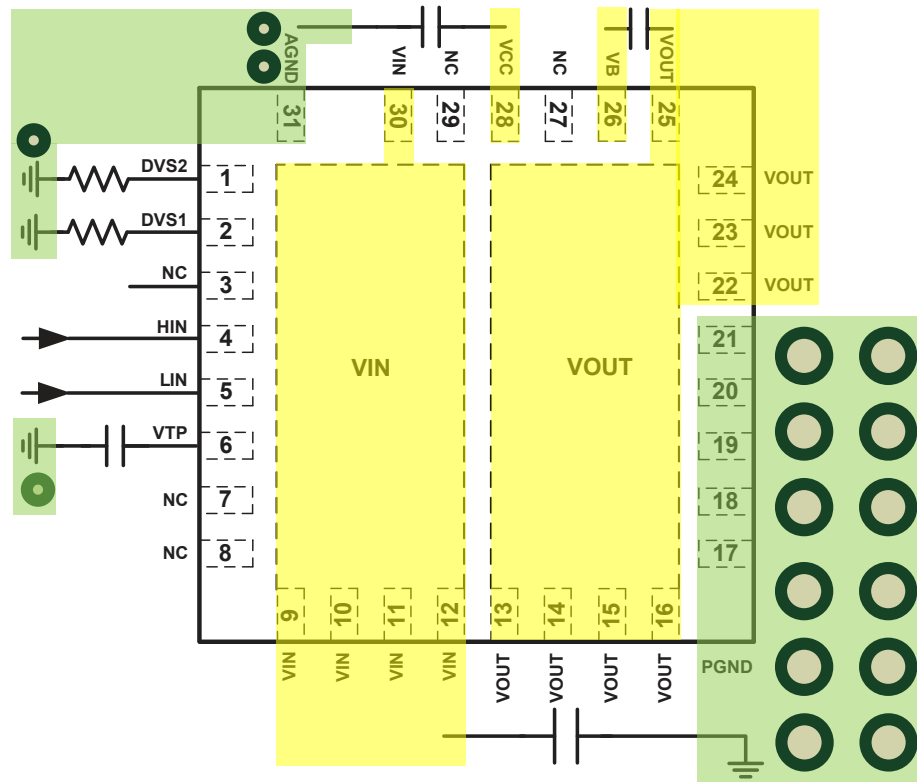 AGND
VIN
NC
VCC
NC
VB
VOUT
31
30
29
28
27
26
25
DVS2
1
24
VOUT
DVS1
2
23
VOUT
NC
3
22
VOUT
HIN
4
21
VIN
VOUT
LIN
5
20
VTP
6
19
NC
7
18
NC
8
17
9
10
11
12
13
14
15
16
VIN
VIN
VIN
VIN
VOUT
VOUT
VOUT
VOUT
PGND